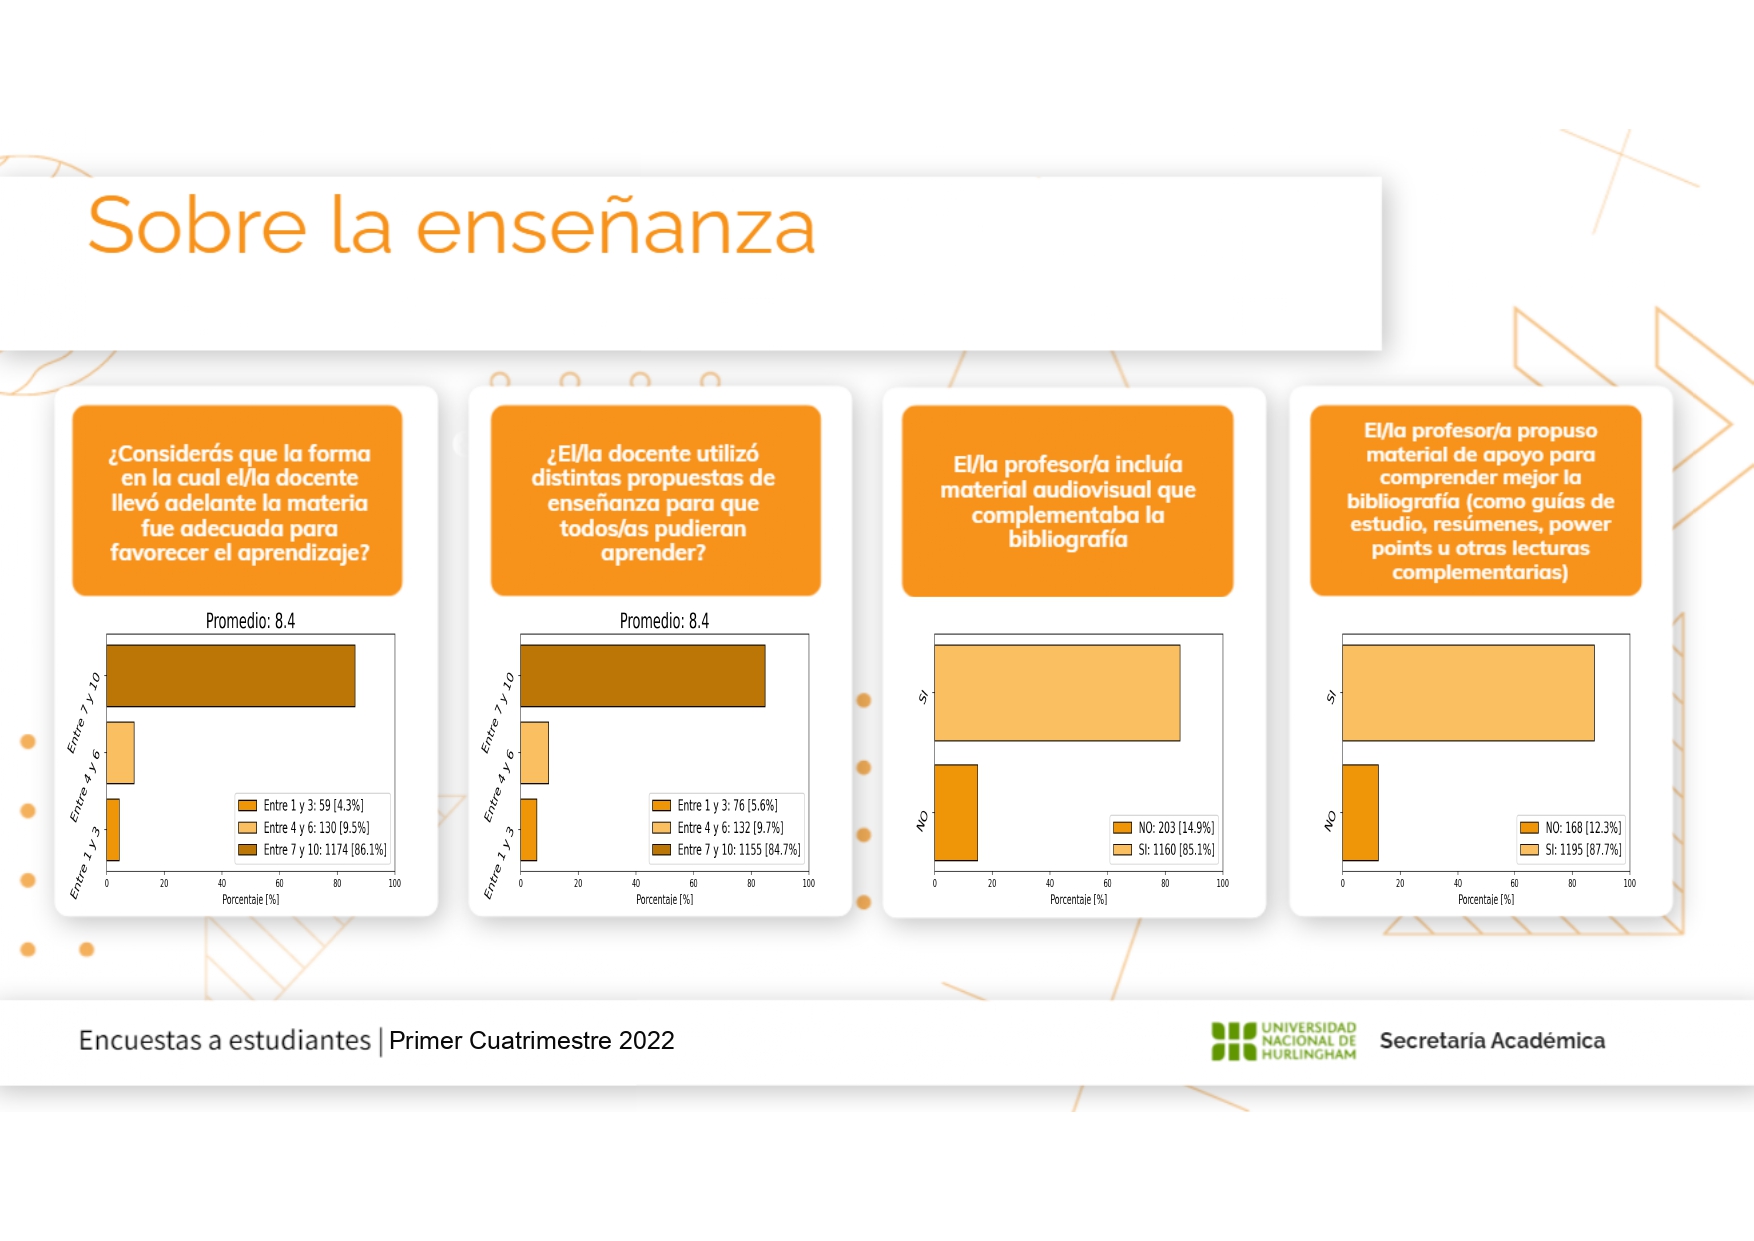 Sobre la enseñanza
¿Considerás que la forma
en la cual el/la docente
llevó adelante la materia
fue adecuada para
favorecer el aprendizaje?
Promedio: 8.4
Entre 7 y 10
Entre 4 y 6
Entre 1 y 3
Entre 1 y 3: 59 [4.3%]
Entre 4 y 6: 130 [9.5%]
Entre 7 y 10: 1174 [86.1%]
0 20 40 60 80 100
Porcentaje [%]
¿El/la docente utilizó
distintas propuestas de
enseñanza para que
todos/as pudieran
aprender?
Promedio: 8.4
Entre 7 y 10
Entre 4 y 6
Entre 1 y 3
Entre 1 y 3: 76 [5.6%]
Entre 4 y 6: 132 [9.7%]
Entre 7 y 10: 1155 [84.7%]
0 20 40 60 80 100
Porcentaje [%]
El/la profesor/a incluía
material audiovisual que
complementaba la
bibliografía
SI
NO
NO: 203 [14.9%]
SI: 1160 [85.1%]
0 20 40 60 80 100
Porcentaje [%]
El/la profesor/a propuso
material de apoyo para
comprender mejor la
bibliografía (como guías de
estudio, resúmenes, power
points u otras lecturas
complementarias)
SI
NO
NO: 168 [12.3%]
SI: 1195 [87.7%]
0 20 40 60 80 100
Porcentaje [%]
Encuestas a estudiantes | Primer Cuatrimestre 2022
UNIVERSIDAD
NACIONAL DE
HURLINGHAM
Secretaría Académica